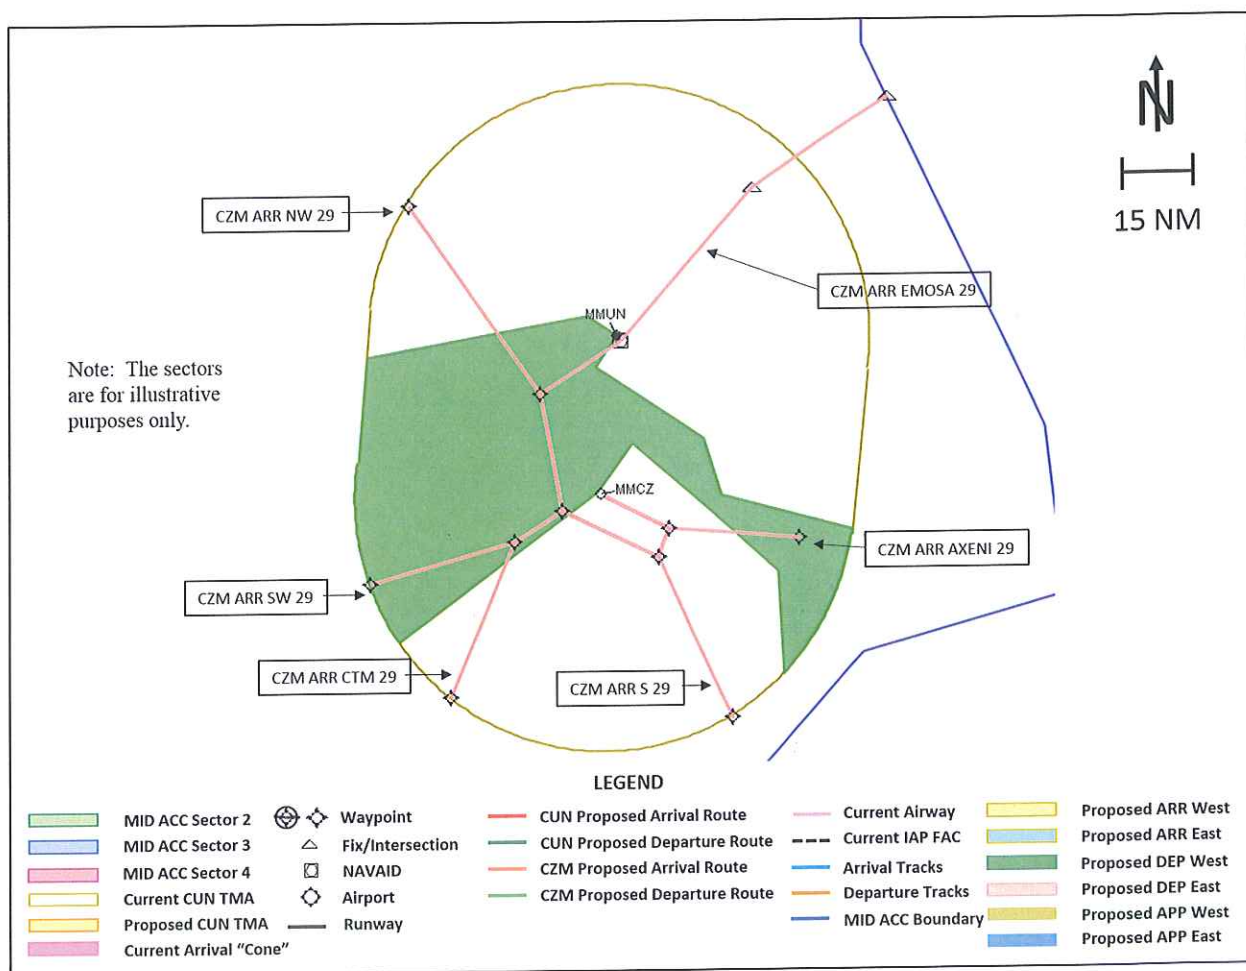 N
15 NM
CZM ARR NW 29
MMUN
CZM ARR EMOSA 29
Note: The sectors
are for illustrative
purposes only.
MMCZ
CZM ARR AXENI 29
CZM ARR SW 29
CZM ARR CTM 29
CZM ARR S 29
LEGEND
MID ACC Sector 2
MID ACC Sector 3
MID ACC Sector 4
Current CUN TMA
Proposed CUN TMA
Current Arrival "Cone"
Waypoint
Fix/Intersection
NAVAID
Airport
Runway
CUN Proposed Arrival Route
CUN Proposed Departure Route
CZM Proposed Arrival Route
CZM Proposed Departure Route
Current Airway
Current IAP FAC
Arrival Tracks
Departure Tracks
MID ACC Boundary
Proposed ARR West
Proposed ARR East
Proposed DEP West
Proposed DEP East
Proposed APP West
Proposed APP East